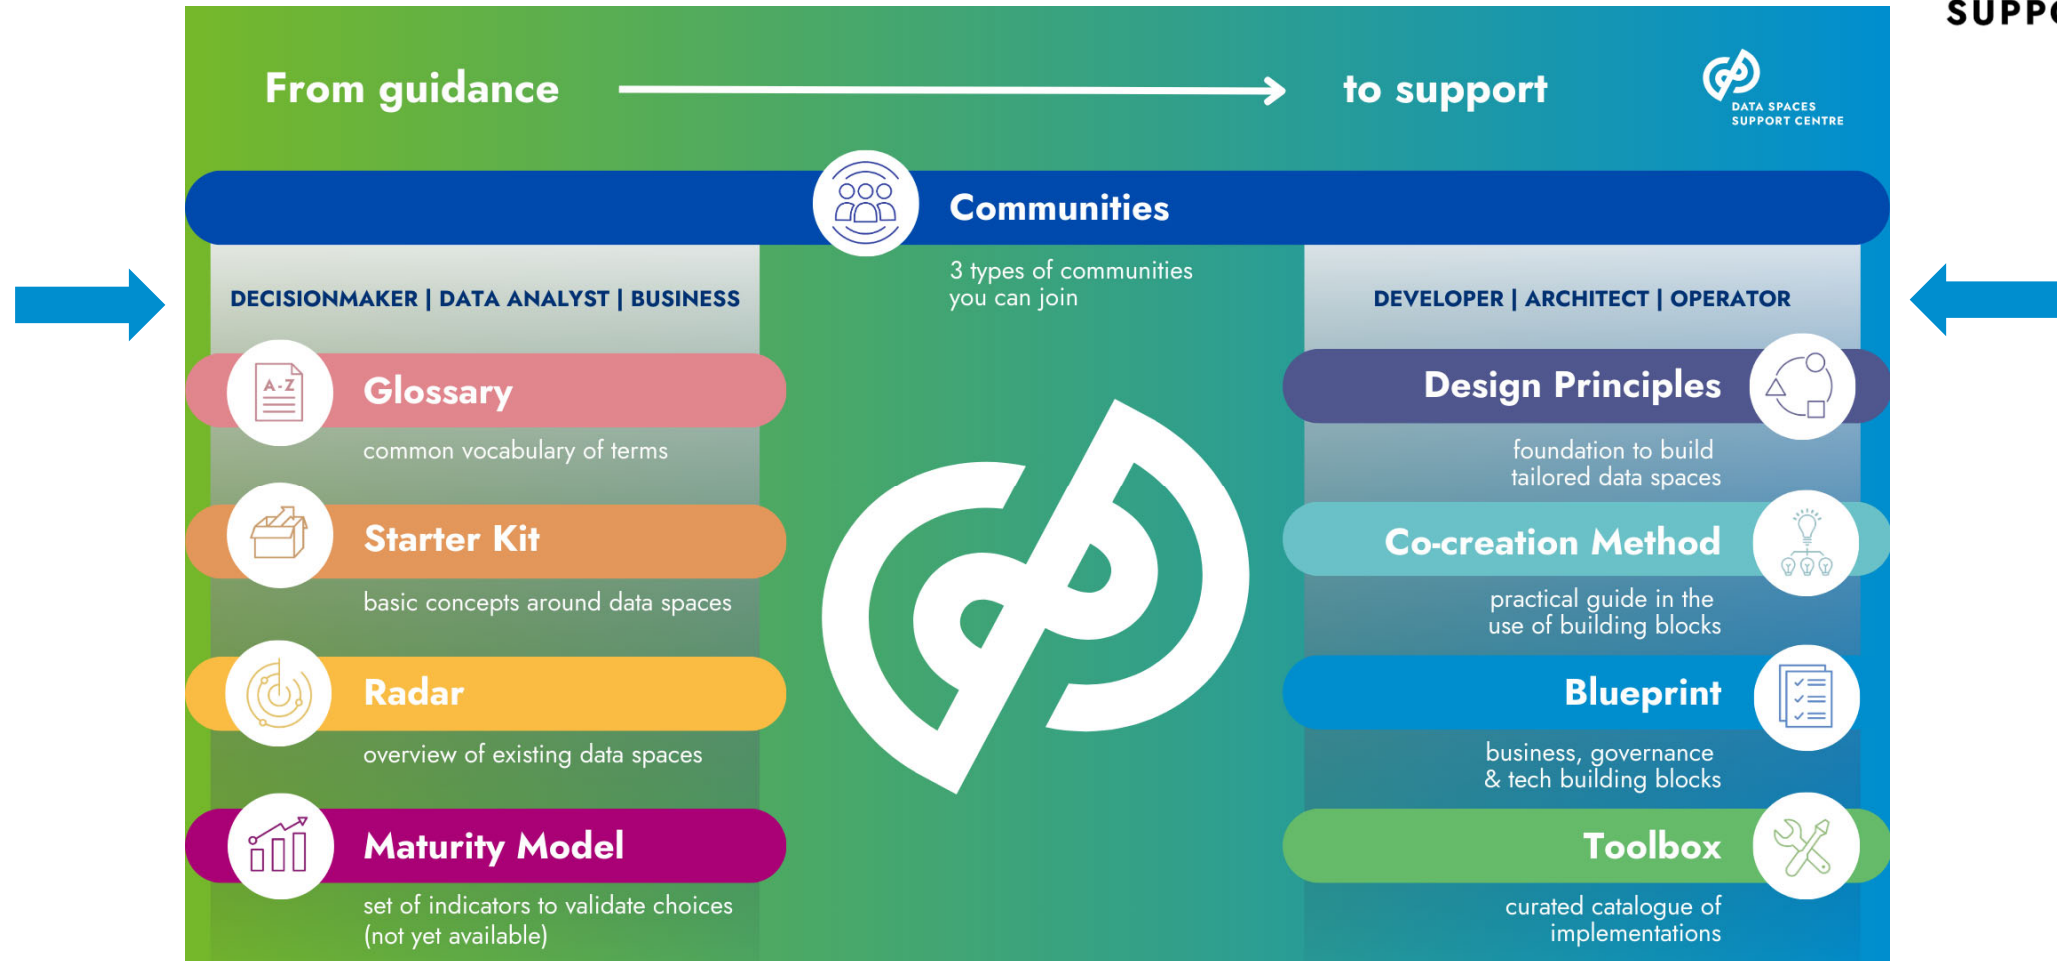 From guidance
to support
DATA SPACES
SUPPORT CENTRE
Communities
3 types of communities
you can join
DECISIONMAKER | DATA ANALYST | BUSINESS
Glossary
A-Z
common vocabulary of terms
Starter Kit
basic concepts around data spaces
Radar
overview of existing data spaces
Maturity Model
set of indicators to validate choices
(not yet available)
DEVELOPER | ARCHITECT | OPERATOR
Design Principles
foundation to build
tailored data spaces
Co-creation Method
practical guide in the
use of building blocks
Blueprint
business, governance
& tech building blocks
Toolbox
curated catalogue of
implementations